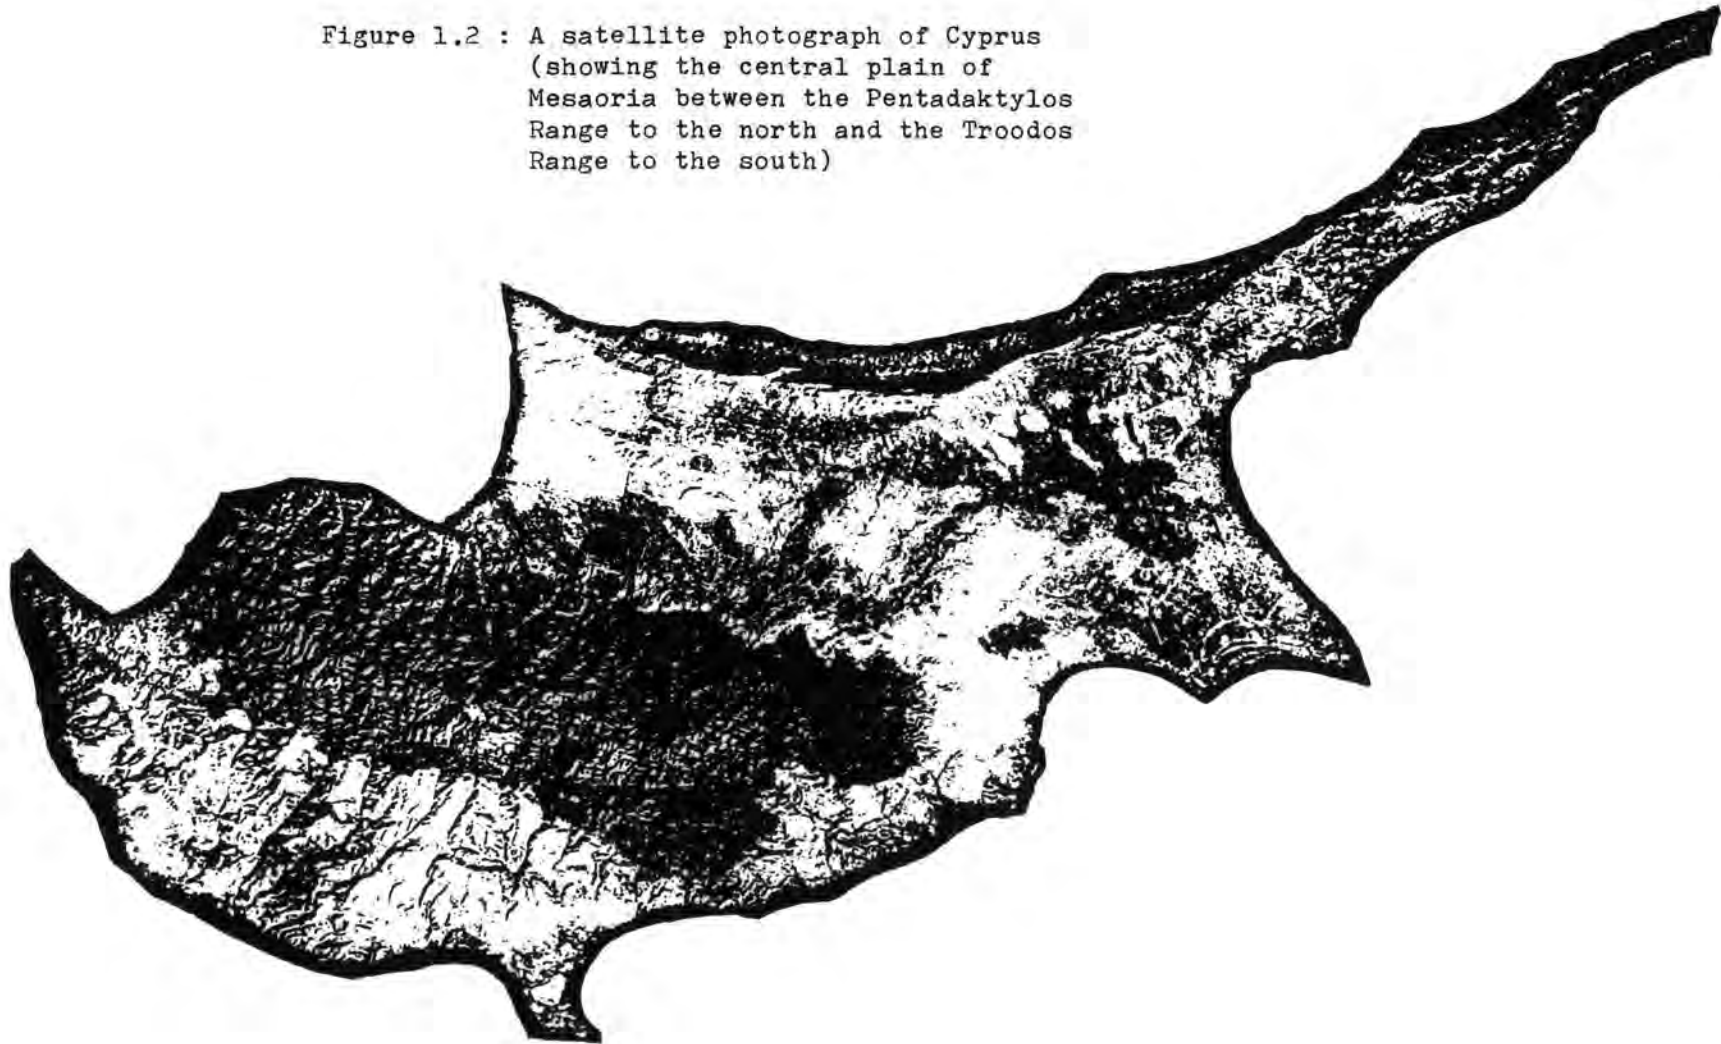 Figure 1.2 : A satellite photograph of Cyprus
(showing the central plain of
Mesaoria between the Pentadaktylos
Range to the north and the Troodos
Range to the south)